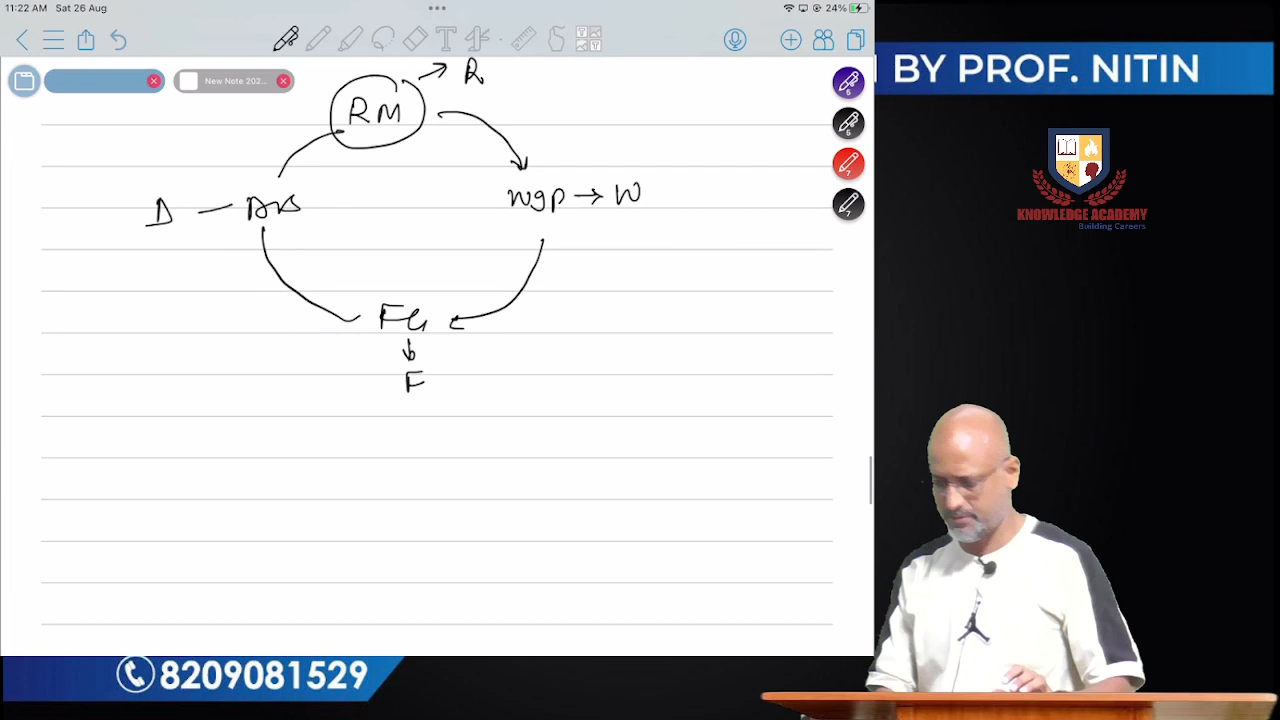 11:22 AM Sat 26 Aug
24%
New Note 202...
BY PROF. NITIN
KNOWLEDGE ACADEMY
Building Careers
R
RM
D — 
WIP → W
FG
F
8209081529